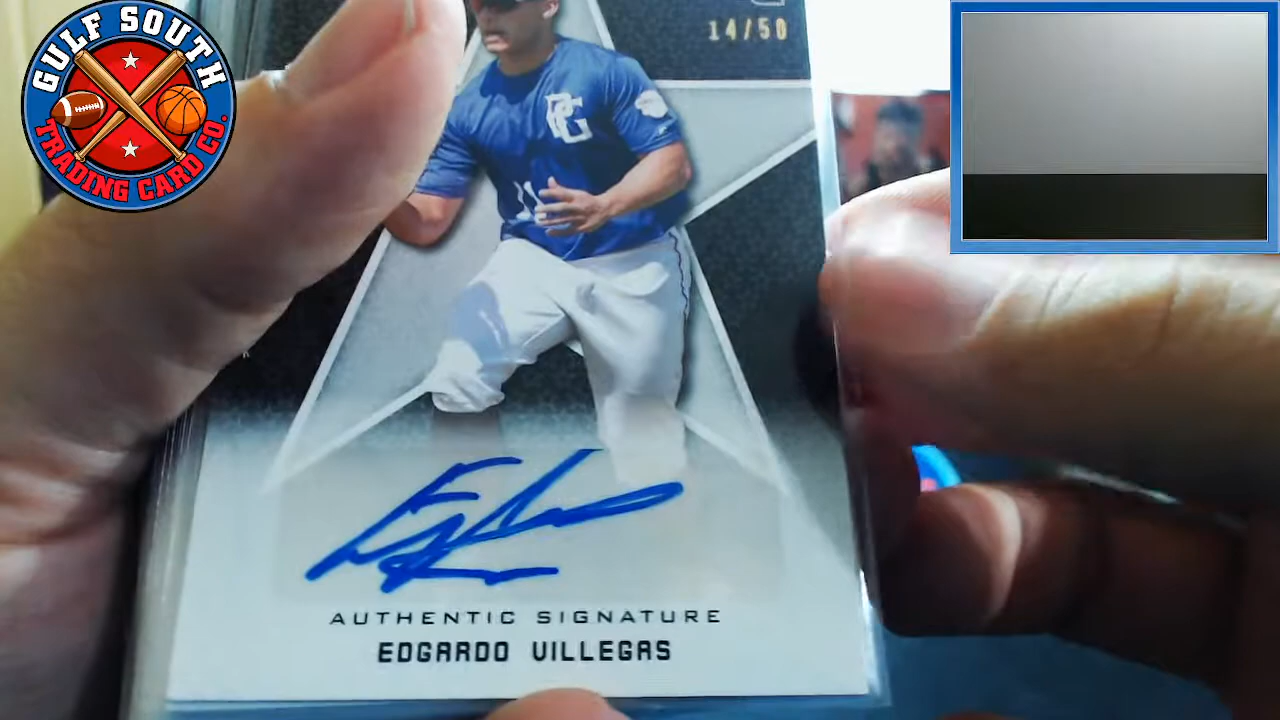 GULF SOUTH
TRADING CARD CO.
14/50
PG
AUTHENTIC SIGNATURE
EDGARDO VILLEGAS